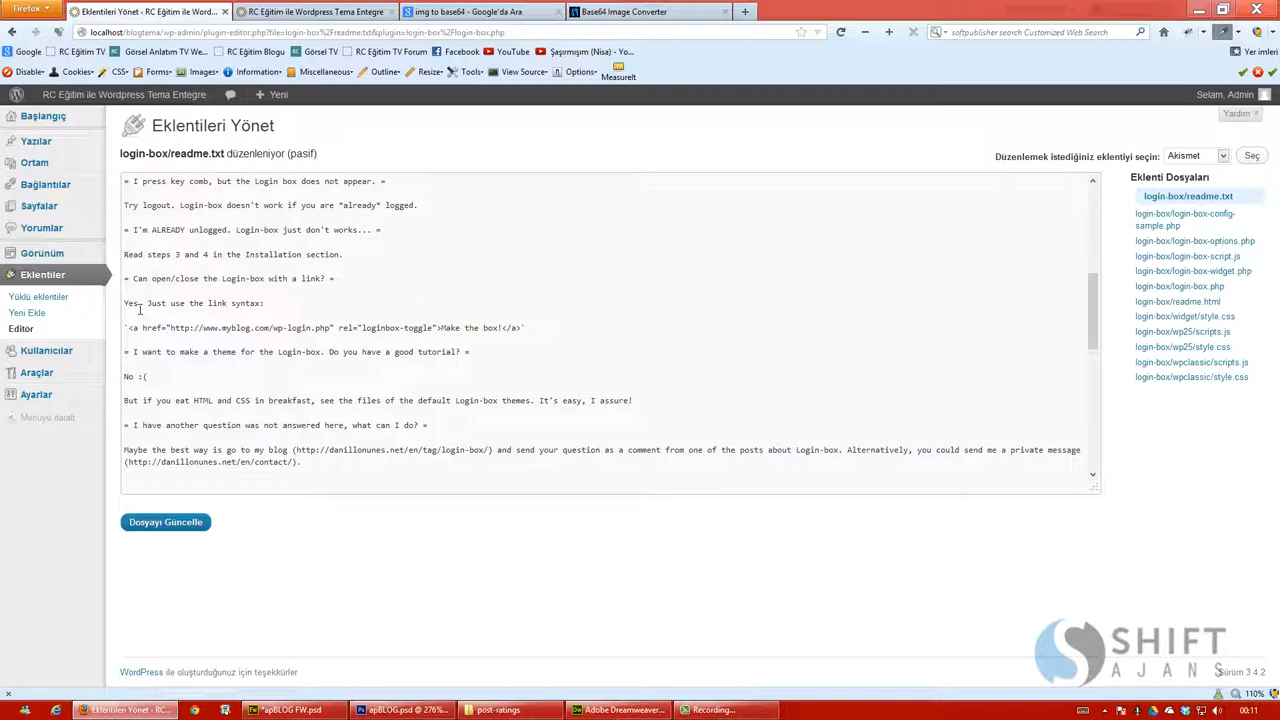 Firefox
Eklentileri Yönet ‹ RC Eğitim ile Word...
RC Eğitim ile Wordpress Tema Entegre
img to base64 - Google'da Ara
Base64 Image Converter
localhost/blogtema/wp-admin/plugin-editor.php?file=login-box%2Freadme.txt&plugin=login-box%2Flogin-box.php
softpublisher search Customized Web Search
Google RC Eğitim TV Görsel Anlatım TV We... RC Eğitim Blogu Görsel TV RC Eğitim TV Forum Facebook YouTube Şaşırmışım (Nisa) - Yo...
Yer imleri
Disable Cookies CSS Forms Images Information Miscellaneous Outline Resize Tools View Source Options MeasureIt
RC Eğitim ile Wordpress Tema Entegre
Yeni
Selam, Admin
Başlangıç
Yazılar
Ortam
Bağlantılar
Sayfalar
Yorumlar
Görünüm
Eklentiler
Yüklü eklentiler
Yeni Ekle
Editor
Kullanıcılar
Araçlar
Ayarlar
Menüyü daralt
Yardım
Eklentileri Yönet
login-box/readme.txt düzenleniyor (pasif)
Düzenlemek istediğiniz eklentiyi seçin: Akismet Seç
= I press key comb, but the Login box does not appear. =
Try logout. Login-box doesn't work if you are *already* logged.
= I'm ALREADY unlogged. Login-box just don't works... =
Read steps 3 and 4 in the Installation section.
= Can open/close the Login-box with a link? =
Yes. Just use the link syntax:
`<a href="http://www.myblog.com/wp-login.php" rel="loginbox-toggle">Make the box!</a>`
= I want to make a theme for the Login-box. Do you have a good tutorial? =
No :(
But if you eat HTML and CSS in breakfast, see the files of the default Login-box themes. It's easy, I assure!
= I have another question was not answered here, what can I do? =
Maybe the best way is go to my blog (http://danillonunes.net/en/tag/login-box/) and send your question as a comment from one of the posts about Login-box. Alternatively, you could send me a private message
(http://danillonunes.net/en/contact/).
Eklenti Dosyaları
login-box/readme.txt
login-box/login-box-config-
sample.php
login-box/login-box-options.php
login-box/login-box-script.js
login-box/login-box-widget.php
login-box/login-box.php
login-box/readme.html
login-box/widget/style.css
login-box/wp25/scripts.js
login-box/wp25/style.css
login-box/wpclassic/scripts.js
login-box/wpclassic/style.css
Dosyayı Güncelle
SHIFT
AJANS
WordPress ile oluşturduğunuz için teşekkürler
Sürüm 3.4.2
110%
Eklentileri Yönet ‹ RC...
*apBLOG FW.psd
apBLOG.psd @ 276%...
post-ratings
Adobe Dreamweaver...
Recording...
00:11